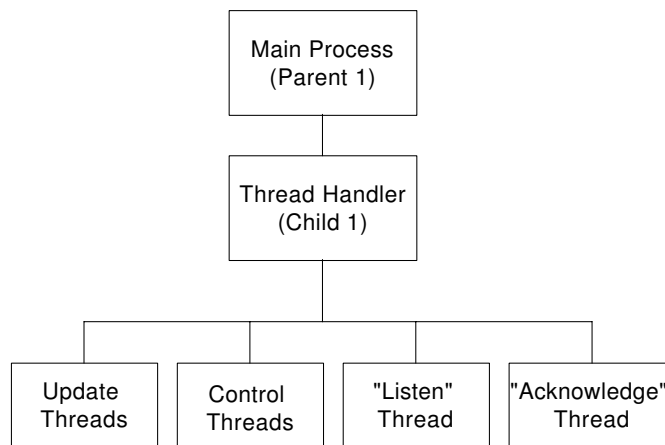 Main Process
(Parent 1)
Thread Handler
(Child 1)
Update
Threads
Control
Threads
"Listen"
Thread
"Acknowledge"
Thread